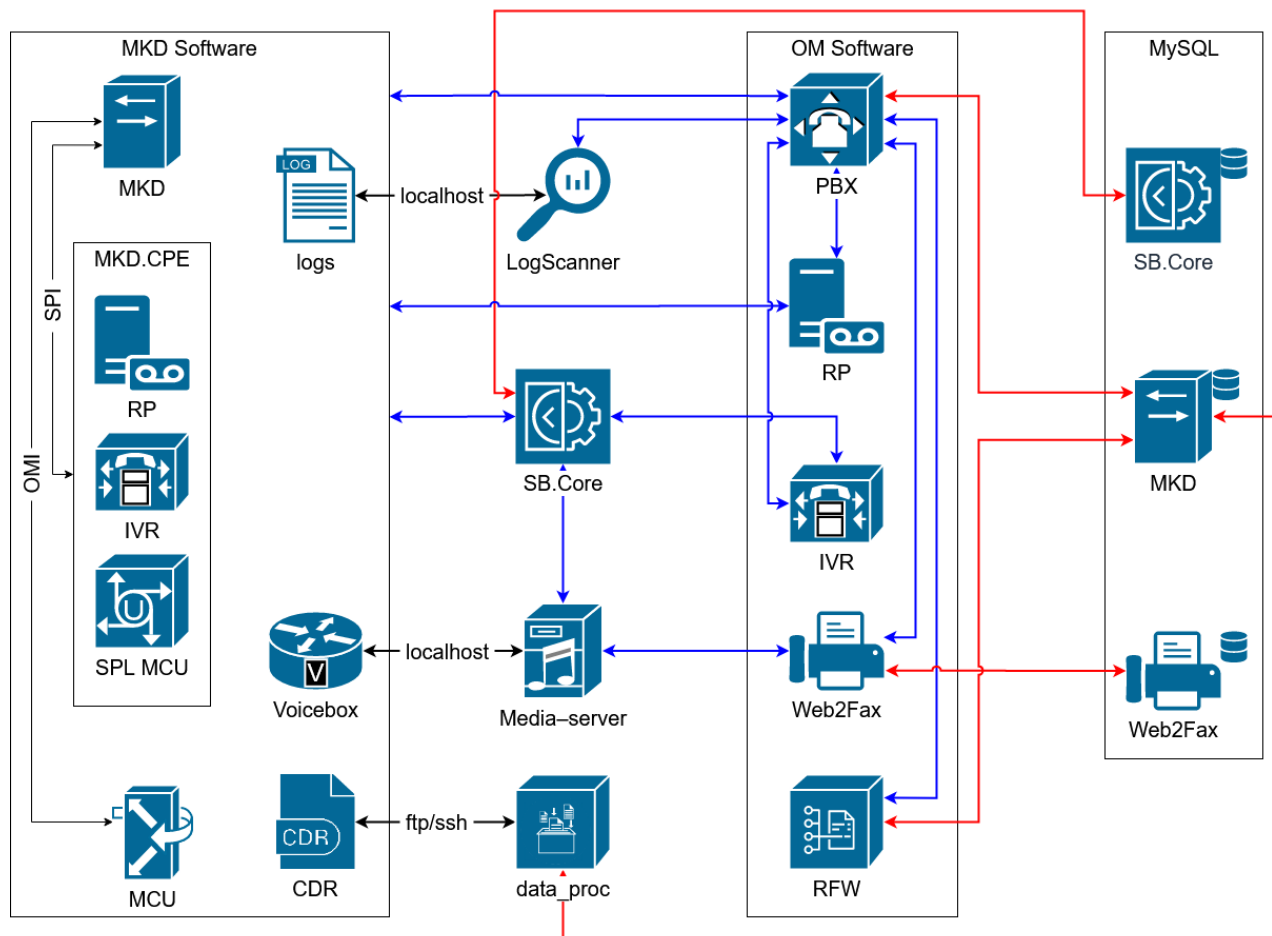 MKD Software
OM Software
MySQL
MKD
LOG
logs
localhost
LogScanner
PBX
SB.Core
MKD.CPE
SPI
RP
RP
IVR
OMI
SB.Core
MKD
IVR
U
SPL MCU
V
Voicebox
localhost
Media–server
Web2Fax
Web2Fax
MCU
CDR
CDR
ftp/ssh
data_proc
RFW